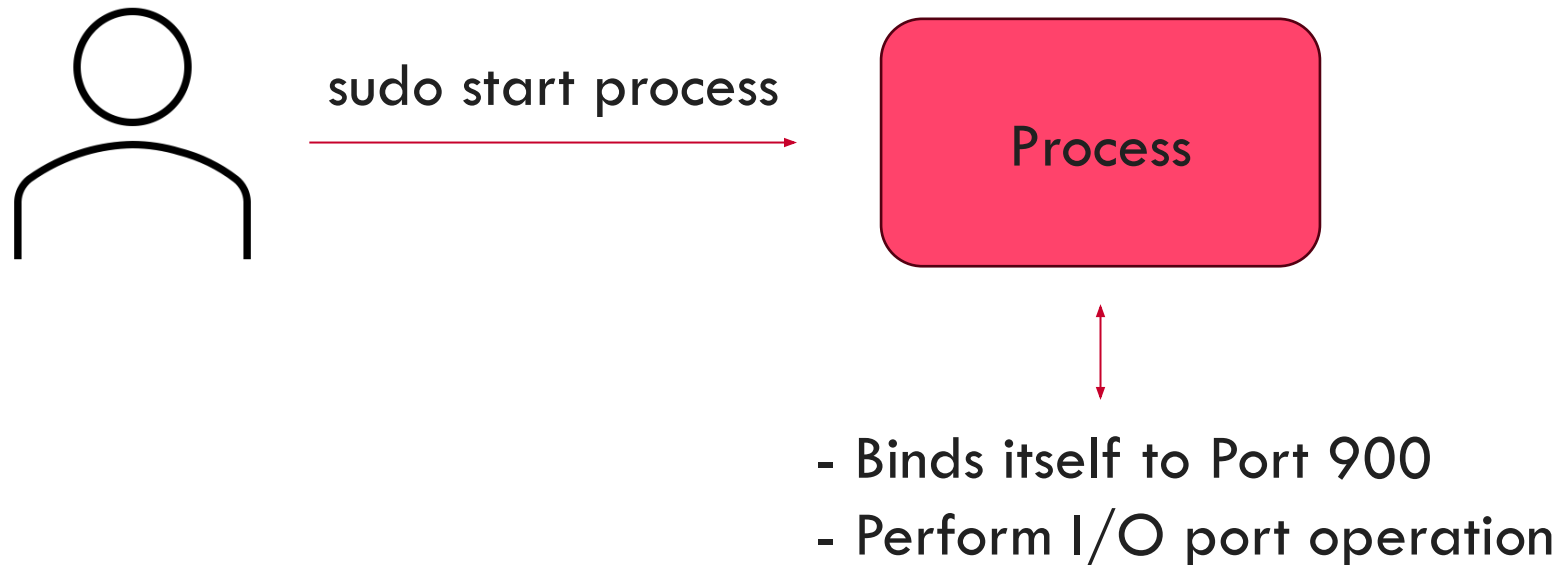 sudo start process
Process
- Binds itself to Port 900
- Perform I/O port operation